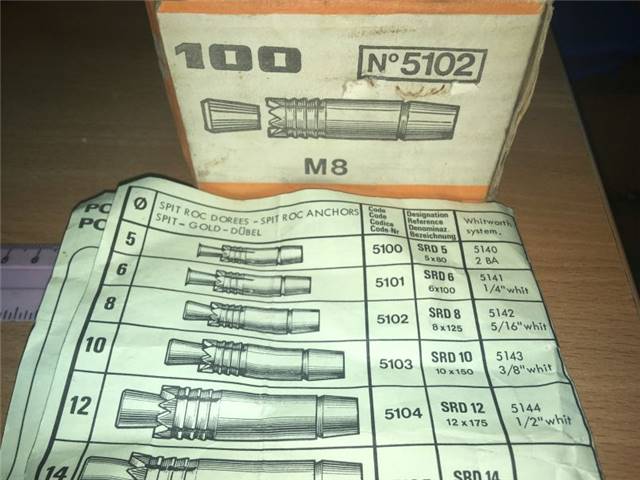 100
N° 5102
M8
PO
PO
Ø SPIT ROC DOREES - SPIT ROC ANCHORS
SPIT - GOLD - DÜBEL
Code
Code
Codice
Code-Nr
Designation
Reference
Denominaz.
Bezeichnung
Whitworth
system.
5 5100 SRD 5 5140
5x80 2 BA
6 5101 SRD 6 5141
6x100 1/4" whit
8 5102 SRD 8 5142
8x125 5/16" whit
10 5103 SRD 10 5143
10x150 3/8" whit
12 5104 SRD 12 5144
12x175 1/2" whit
14 SRD 14